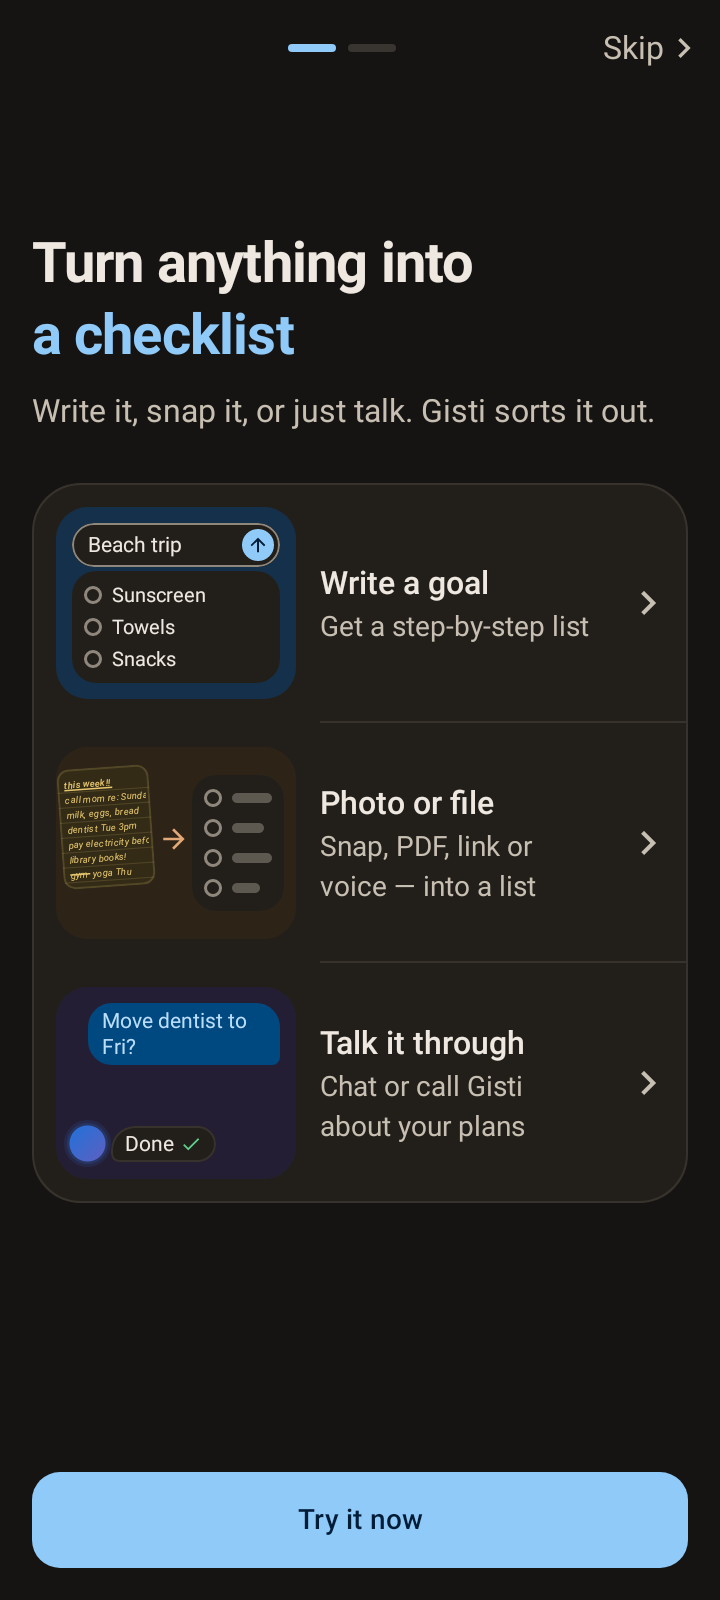 Skip
Turn anything into
a checklist
Write it, snap it, or just talk. Gisti sorts it out.
Beach trip
Sunscreen
Towels
Snacks
Write a goal
Get a step-by-step list
this week!!
call mom re: Sunda
milk, eggs, bread
dentist Tue 3pm
pay electricity befo
library books!
gym yoga Thu
Photo or file
Snap, PDF, link or
voice — into a list
Move dentist to
Fri?
Done
Talk it through
Chat or call Gisti
about your plans
Try it now